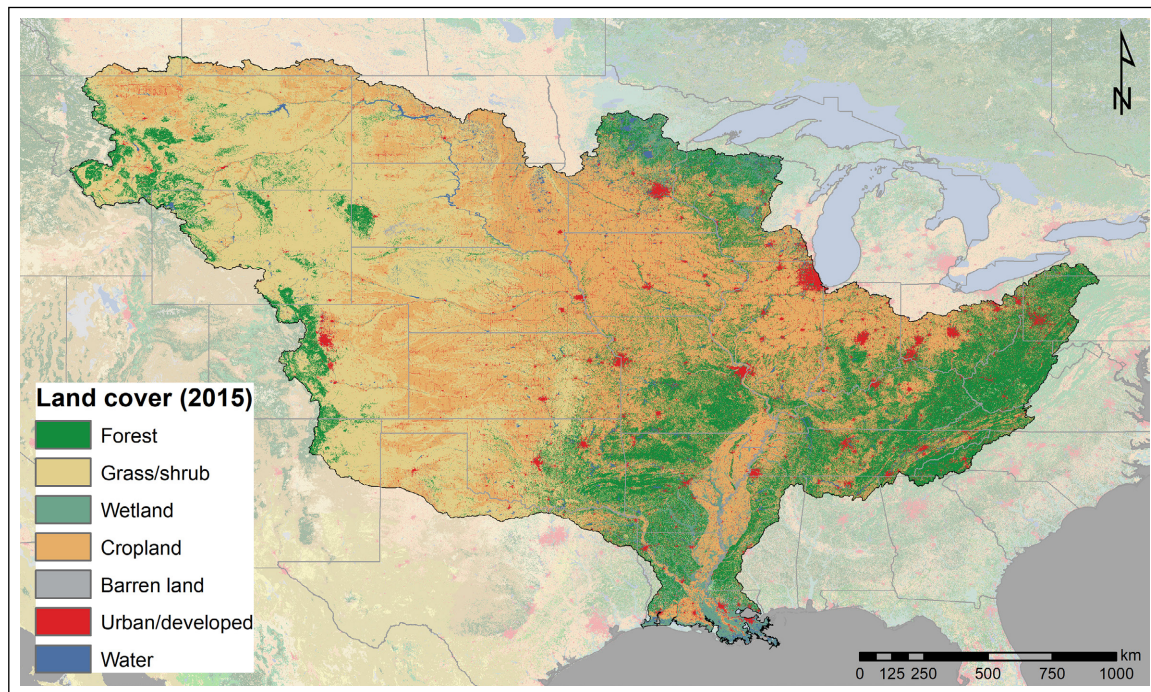 N
Land cover (2015)
Forest
Grass/shrub
Wetland
Cropland
Barren land
Urban/developed
Water
km
0 125 250 500 750 1000